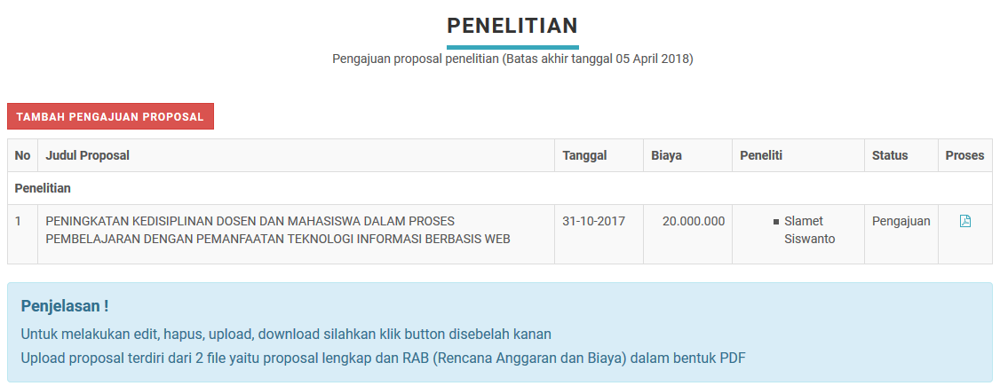 PENELITIAN
Pengajuan proposal penelitian (Batas akhir tanggal 05 April 2018)
TAMBAH PENGAJUAN PROPOSAL
No Judul Proposal Tanggal Biaya Peneliti Status Proses
Penelitian
1 PENINGKATAN KEDISIPLINAN DOSEN DAN MAHASISWA DALAM PROSES 31-10-2017 20.000.000 ▪ Slamet Pengajuan
PEMBELAJARAN DENGAN PEMANFAATAN TEKNOLOGI INFORMASI BERBASIS WEB Siswanto
Penjelasan !
Untuk melakukan edit, hapus, upload, download silahkan klik button disebelah kanan
Upload proposal terdiri dari 2 file yaitu proposal lengkap dan RAB (Rencana Anggaran dan Biaya) dalam bentuk PDF